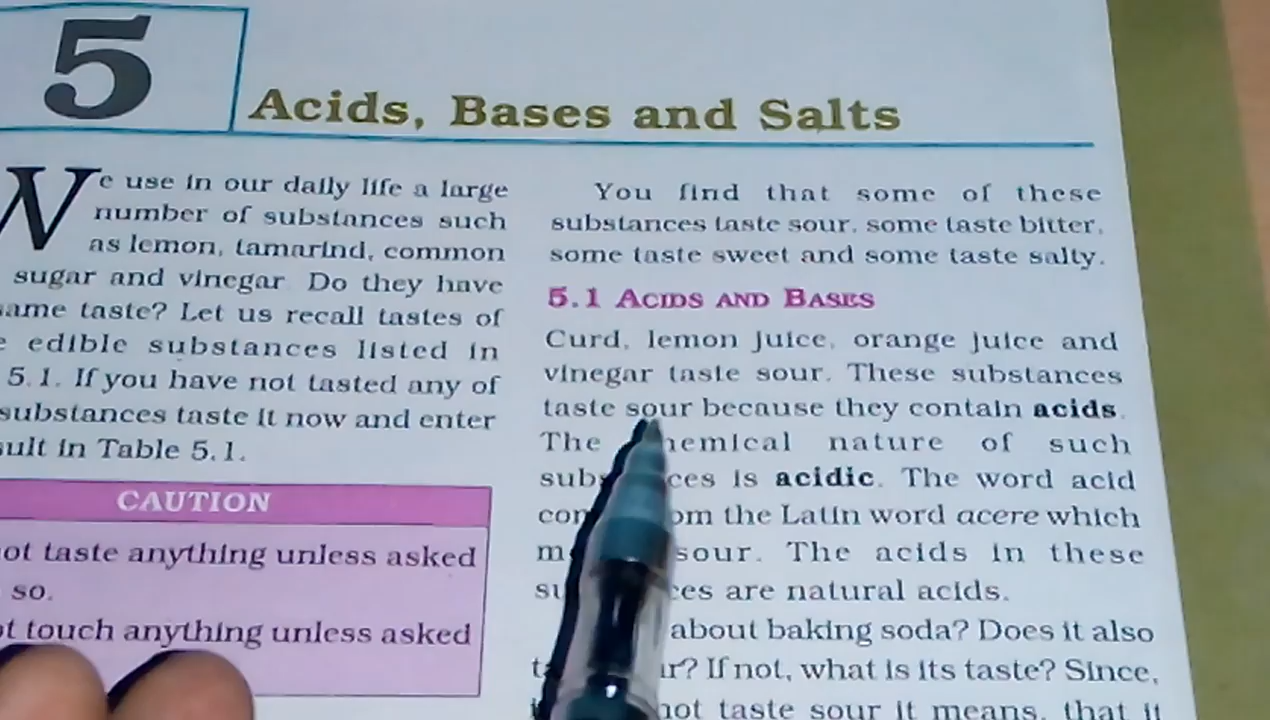 5
Acids, Bases and Salts
We use in our daily life a large
number of substances such
as lemon, tamarind, common
sugar and vinegar. Do they have
taste? Let us recall tastes of
edible substances listed in
5.1. If you have not tasted any of
substances taste it now and enter
in Table 5.1.
CAUTION
taste anything unless asked
so.
touch anything unless asked
You find that some of these
substances taste sour, some taste bitter,
some taste sweet and some taste salty.
5.1 ACIDS AND BASES
Curd, lemon juice, orange juice and
vinegar taste sour. These substances
taste sour because they contain acids.
The chemical nature of such
is acidic. The word acid
the Latin word acere which
sour. The acids in these
are natural acids.
about baking soda? Does it also
If not, what is its taste? Since,
not taste sour it means, that it